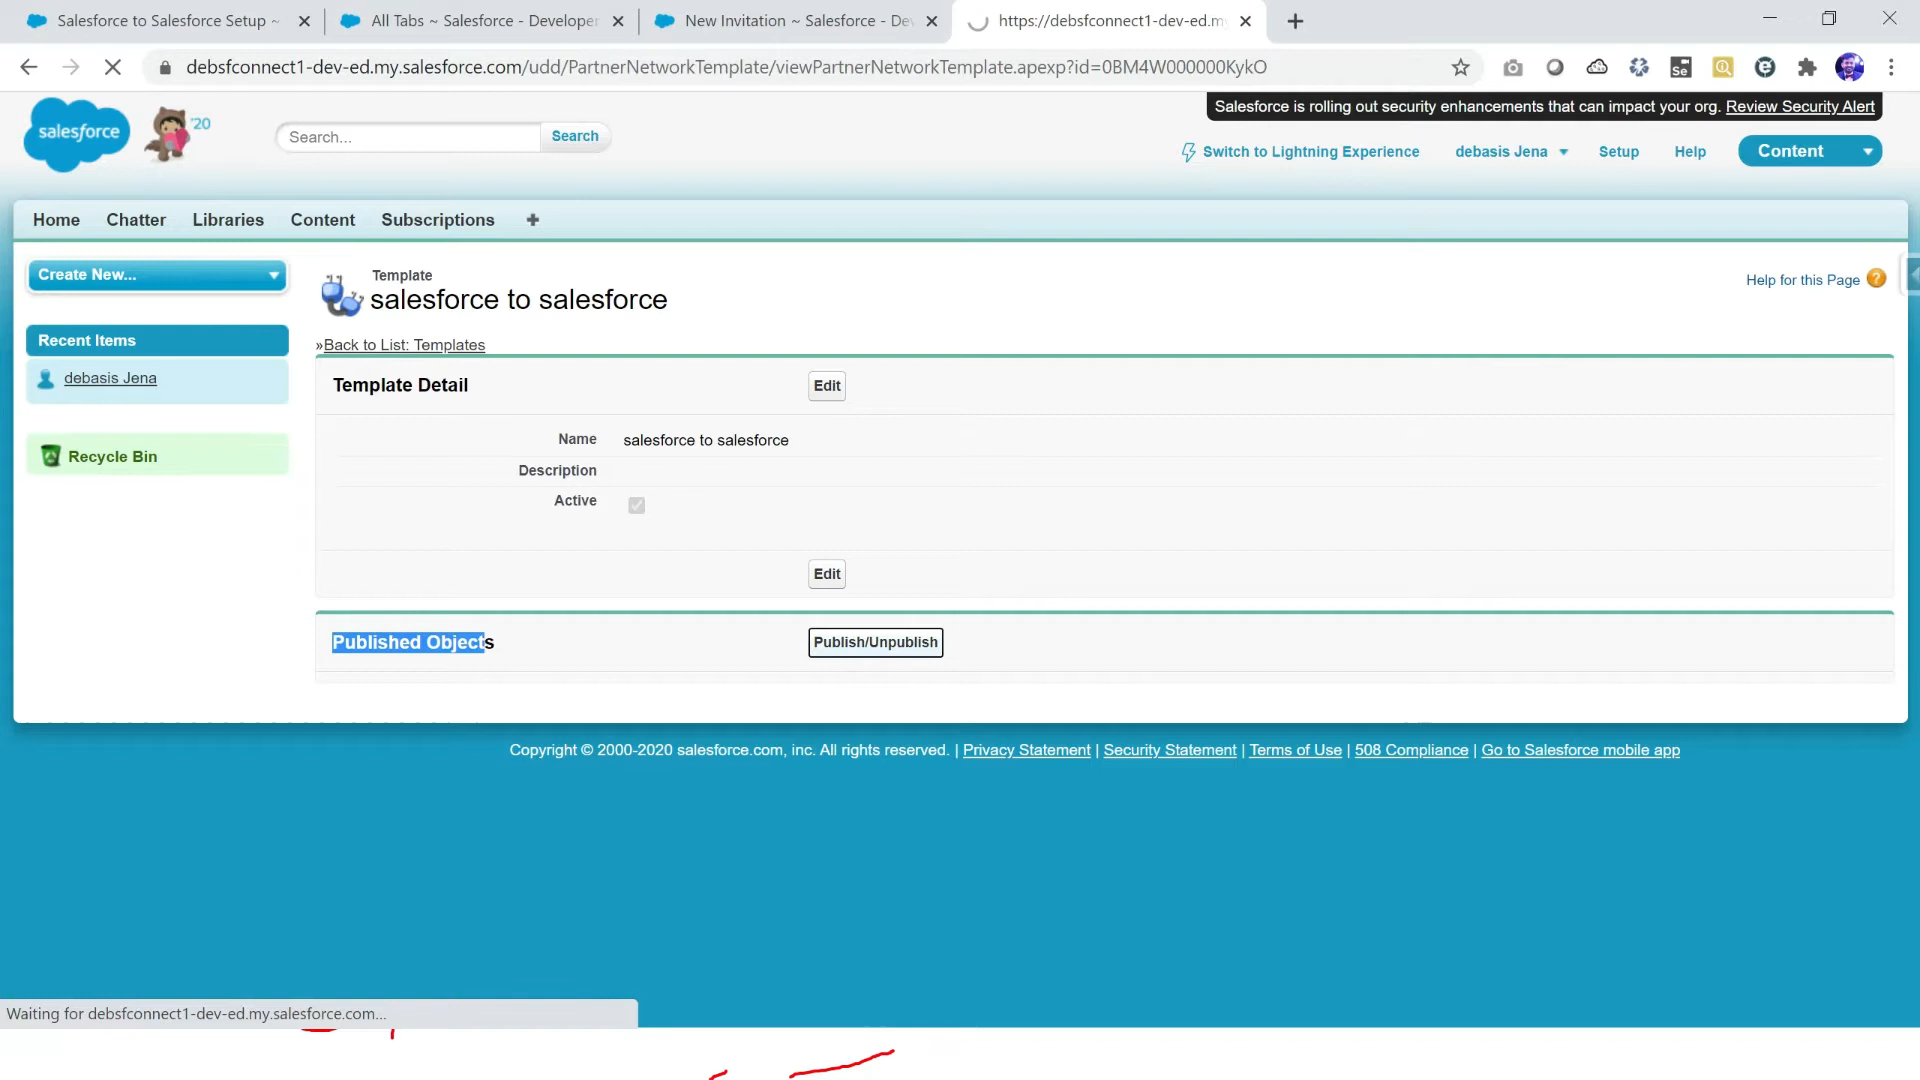 Salesforce to Salesforce Setup ~
All Tabs ~ Salesforce - Developer
New Invitation ~ Salesforce - Dev
https://debsfconnect1-dev-ed.my
debsfconnect1-dev-ed.my.salesforce.com/udd/PartnerNetworkTemplate/viewPartnerNetworkTemplate.apexp?id=0BM4W000000KykO
Salesforce is rolling out security enhancements that can impact your org. Review Security Alert
salesforce
'20
Search...
Search
Switch to Lightning Experience
debasis Jena
Setup
Help
Content
Home
Chatter
Libraries
Content
Subscriptions
Create New...
Recent Items
debasis Jena
Recycle Bin
Template
salesforce to salesforce
Help for this Page
»Back to List: Templates
Template Detail
Edit
Name salesforce to salesforce
Description
Active
Edit
Published Objects
Publish/Unpublish
Copyright © 2000-2020 salesforce.com, inc. All rights reserved. | Privacy Statement | Security Statement | Terms of Use | 508 Compliance | Go to Salesforce mobile app
Waiting for debsfconnect1-dev-ed.my.salesforce.com...